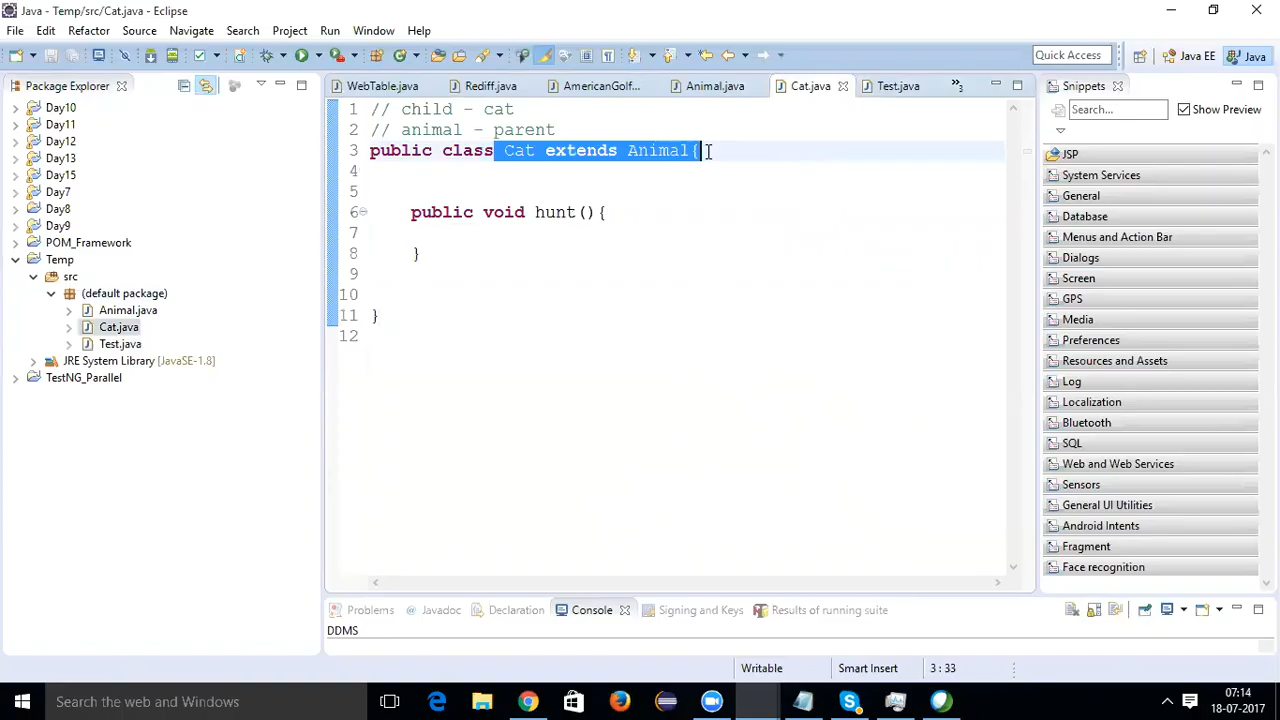 Java - Temp/src/Cat.java - Eclipse
File Edit Refactor Source Navigate Search Project Run Window Help
Quick Access Java EE Java
Package Explorer
WebTable.java Rediff.java AmericanGolf... Animal.java Cat.java Test.java »3
Snippets
Search... Show Preview
Day10
Day11
Day12
Day13
Day15
Day7
Day8
Day9
POM_Framework
Temp
src
(default package)
Animal.java
Cat.java
Test.java
JRE System Library [JavaSE-1.8]
TestNG_Parallel
1 // child - cat
2 // animal - parent
3 public class Cat extends Animal{
4
5
6 public void hunt(){
7
8 }
9
10
11 }
12
JSP
System Services
General
Database
Menus and Action Bar
Dialogs
Screen
GPS
Media
Preferences
Resources and Assets
Log
Localization
Bluetooth
SQL
Web and Web Services
Sensors
General UI Utilities
Android Intents
Fragment
Face recognition
Problems @ Javadoc Declaration Console Signing and Keys Results of running suite
DDMS
Writable Smart Insert 3 : 33
Search the web and Windows
07:14
18-07-2017